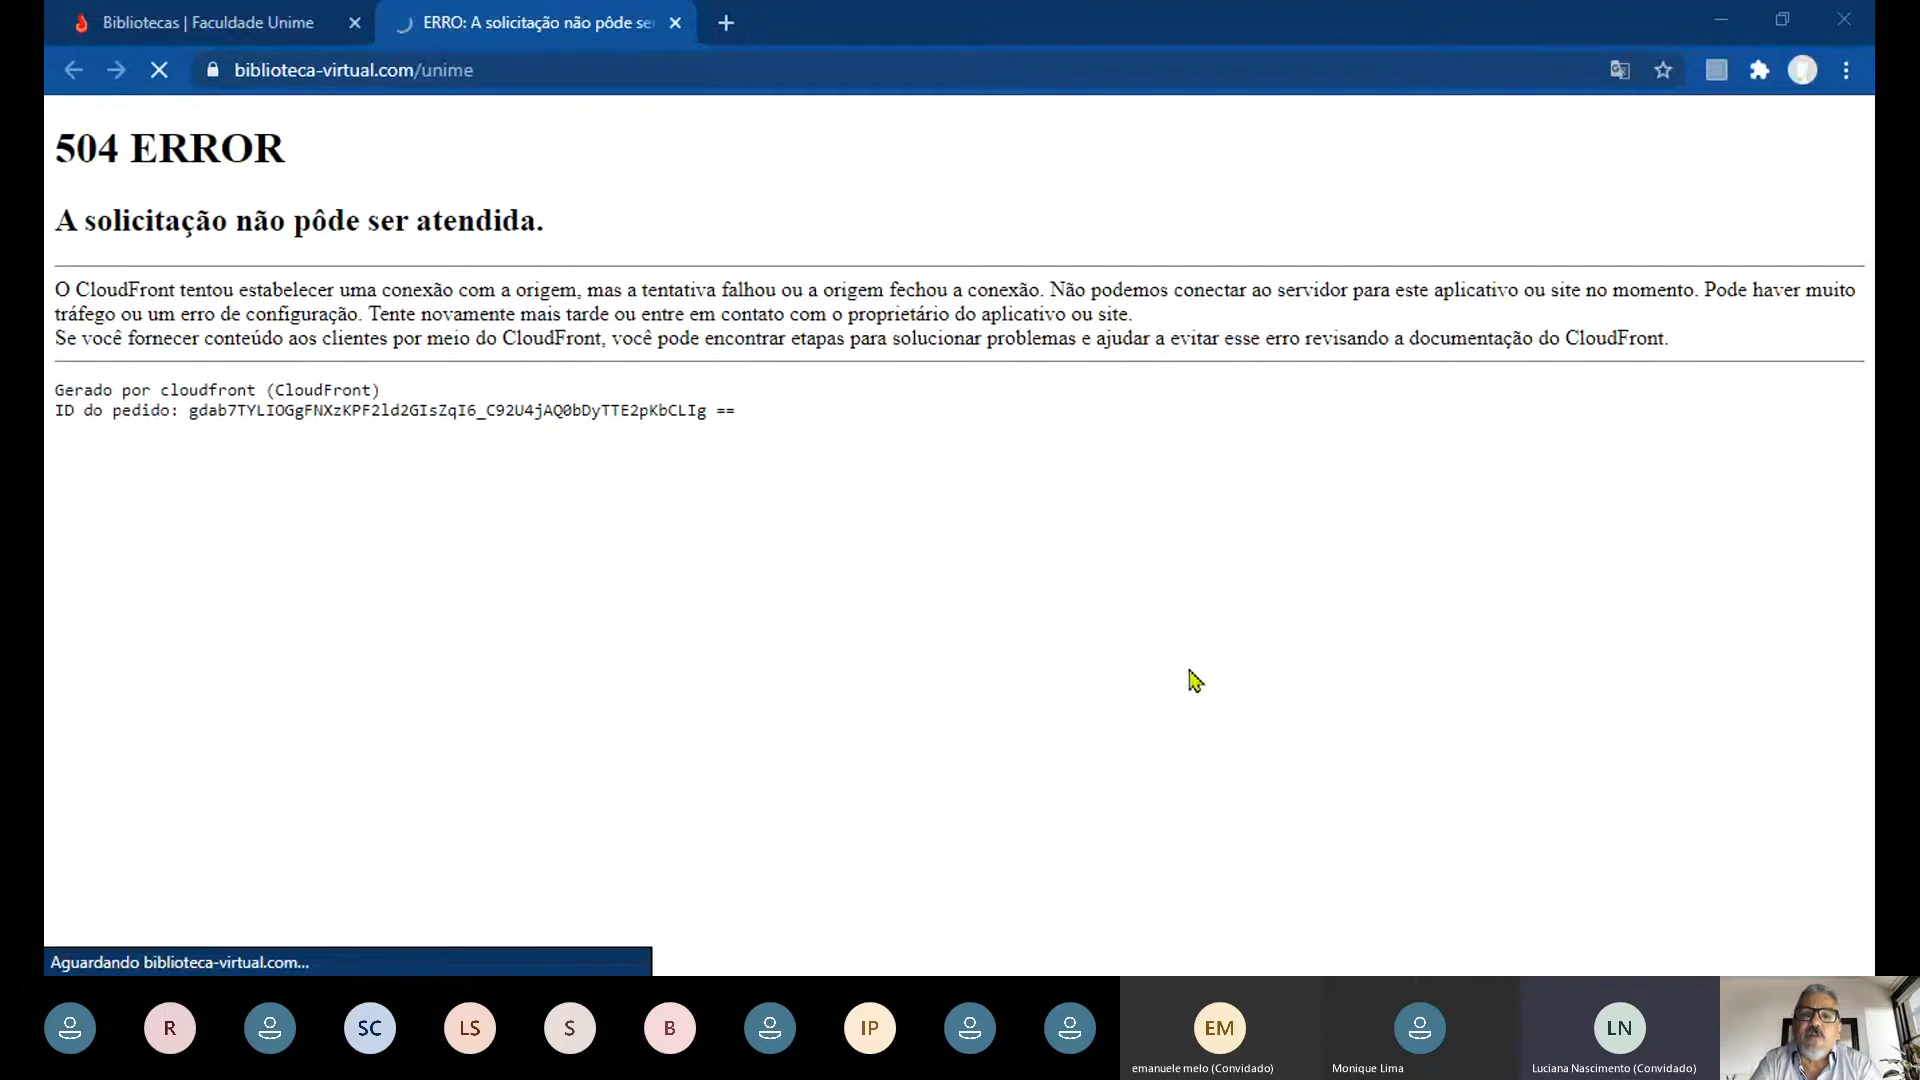 Bibliotecas | Faculdade Unime
ERRO: A solicitação não pôde se
biblioteca-virtual.com/unime
504 ERROR
A solicitação não pôde ser atendida.
O CloudFront tentou estabelecer uma conexão com a origem, mas a tentativa falhou ou a origem fechou a conexão. Não podemos conectar ao servidor para este aplicativo ou site no momento. Pode haver muito
tráfego ou um erro de configuração. Tente novamente mais tarde ou entre em contato com o proprietário do aplicativo ou site.
Se você fornecer conteúdo aos clientes por meio do CloudFront, você pode encontrar etapas para solucionar problemas e ajudar a evitar esse erro revisando a documentação do CloudFront.
Gerado por cloudfront (CloudFront)
ID do pedido: gdab7TYLIOGgFNXzKPF2ld2GIsZqI6_C92U4jAQ0bDyTTE2pKbCLIg ==
Aguardando biblioteca-virtual.com...
R
SC
LS
S
B
IP
EM
LN
emanuele melo (Convidado)
Monique Lima
Luciana Nascimento (Convidado)